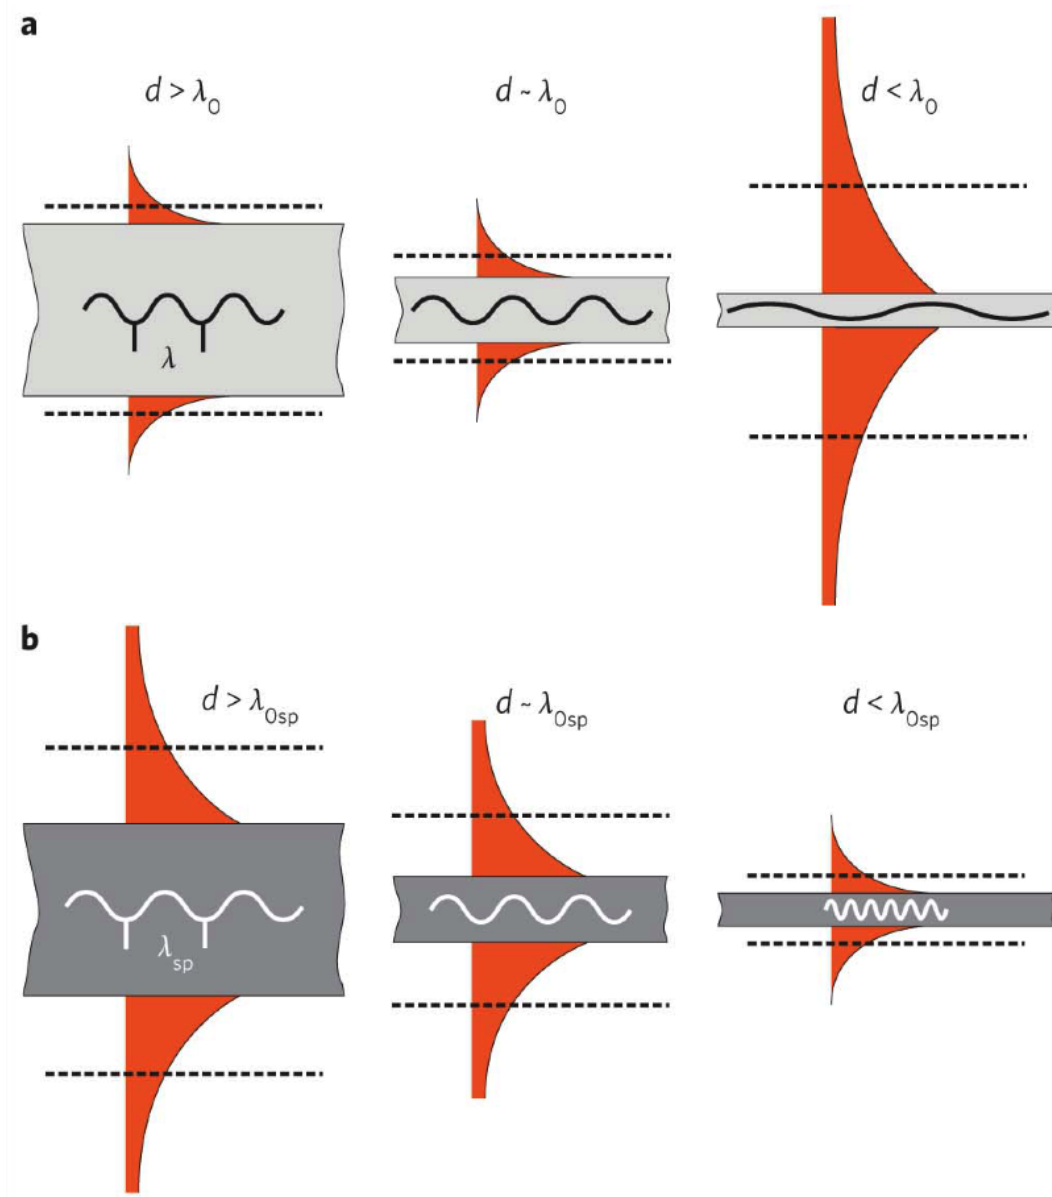 a
d > λ₀
d ~ λ₀
d < λ₀
λ
b
d > λ₀sp
d ~ λ₀sp
d < λ₀sp
λsp